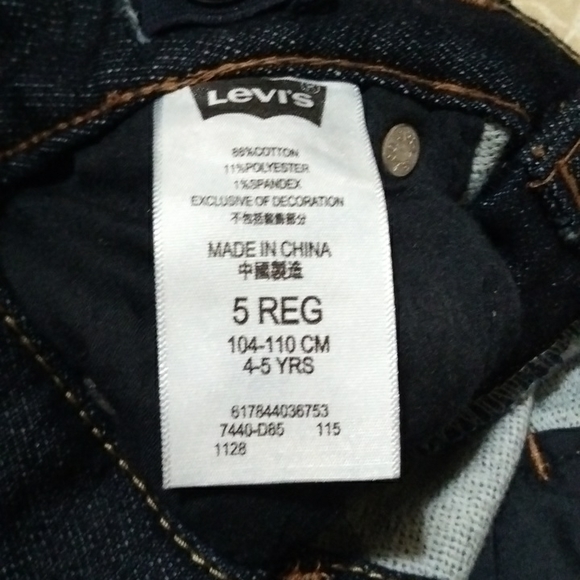 Levi's
88%COTTON
11%POLYESTER
1%SPANDEX
EXCLUSIVE OF DECORATION
不包括裝飾部分
MADE IN CHINA
中國製造
5 REG
104-110 CM
4-5 YRS
617844036753
7440-D85 115
1128